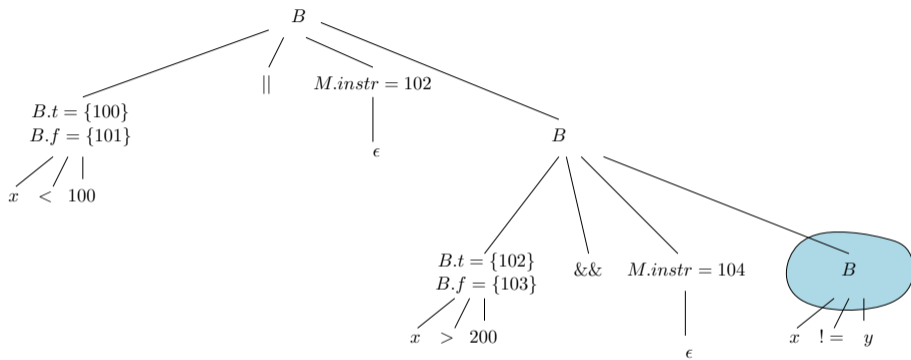 B
|| M.instr = 102
B.t = {100}
B.f = {101}
B
ϵ
x < 100
B.t = {102}
B.f = {103}
&& M.instr = 104
B
x > 200
x != y
ϵ